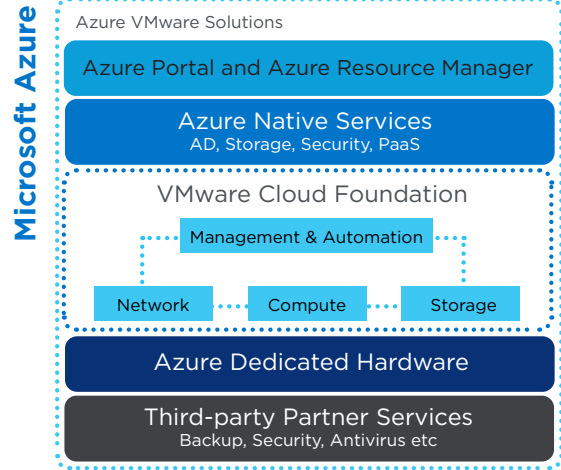 Microsoft Azure
Azure VMware Solutions
Azure Portal and Azure Resource Manager
Azure Native Services
AD, Storage, Security, PaaS
VMware Cloud Foundation
Management & Automation
Network
Compute
Storage
Azure Dedicated Hardware
Third-party Partner Services
Backup, Security, Antivirus etc